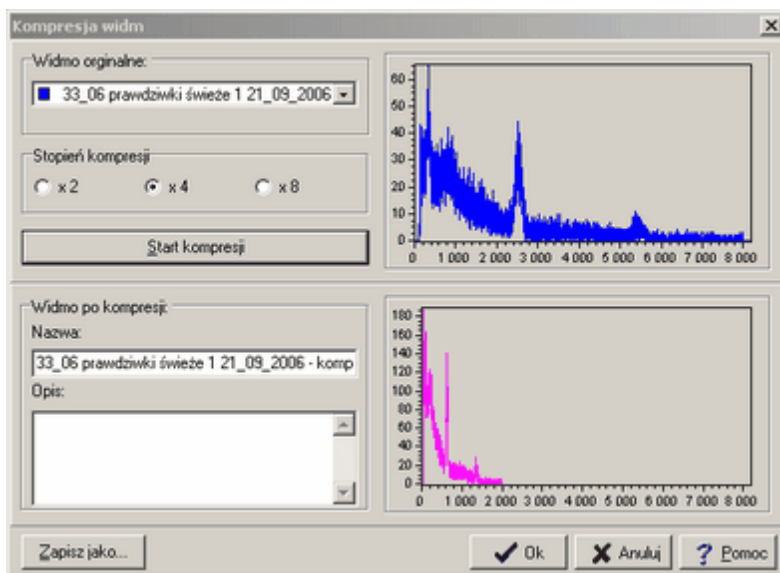 Kompresja widm
Widmo orginalne:
33_06 prawdziwki świeże 1 21_09_2006
Stopień kompresji
x 2
x 4
x 8
Start kompresji
60
50
40
30
20
10
0
0 1 000 2 000 3 000 4 000 5 000 6 000 7 000 8 000
Widmo po kompresji:
Nazwa:
33_06 prawdziwki świeże 1 21_09_2006 - komp
Opis:
180
160
140
120
100
80
60
40
20
0
0 1 000 2 000 3 000 4 000 5 000 6 000 7 000 8 000
Zapisz jako...
Ok
Anuluj
? Pomoc